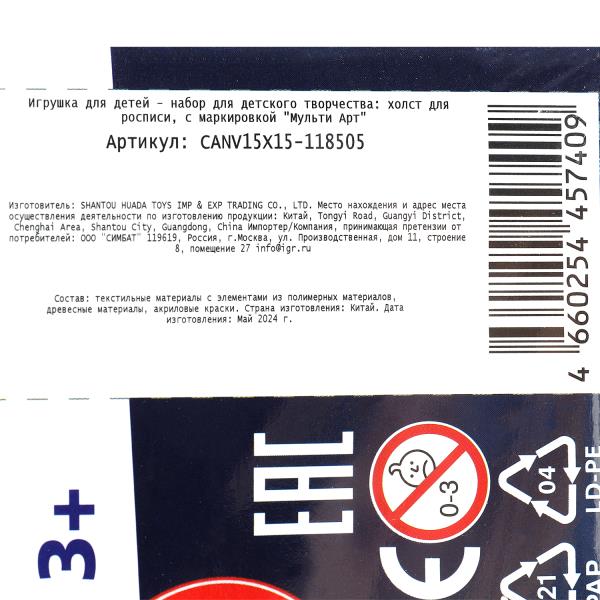 Игрушка для детей - набор для детского творчества: холст для
росписи, с маркировкой "Мульти Арт"
Артикул: CANV15X15-118505
Изготовитель: SHANTOU HUADA TOYS IMP & EXP TRADING CO., LTD. Место нахождения и адрес места
осуществления деятельности по изготовлению продукции: Китай, Tongyi Road, Guangyi District,
Chenghai Area, Shantou City, Guangdong, China Импортер/Компания, принимающая претензии от
потребителей: ООО "СИМБАТ" 119619, Россия, г.Москва, ул. Производственная, дом 11, строение
8, помещение 27 info@igr.ru
Состав: текстильные материалы с элементами из полимерных материалов,
древесные материалы, акриловые краски. Страна изготовления: Китай. Дата
изготовления: Май 2024 г.
4 660254 457409
3+
EAC
0-3
CE
04
LD-PE
21
PAP